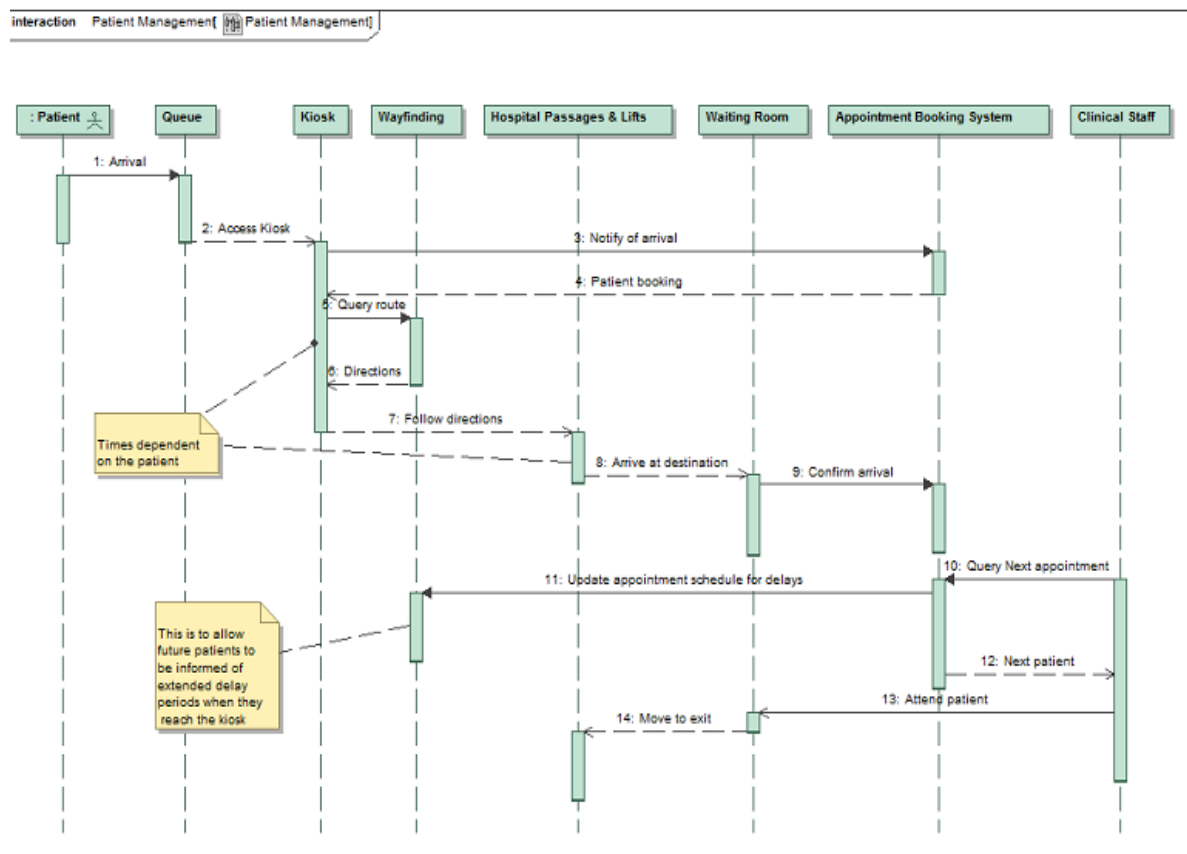 interaction Patient Management[ Patient Management]
: Patient
Queue
Kiosk
Wayfinding
Hospital Passages & Lifts
Waiting Room
Appointment Booking System
Clinical Staff
1: Arrival
2: Access Kiosk
3: Notify of arrival
4: Patient booking
5: Query route
6: Directions
7: Follow directions
Times dependent
on the patient
8: Arrive at destination
9: Confirm arrival
10: Query Next appointment
11: Update appointment schedule for delays
This is to allow
future patients to
be informed of
extended delay
periods when they
reach the kiosk
12: Next patient
13: Attend patient
14: Move to exit